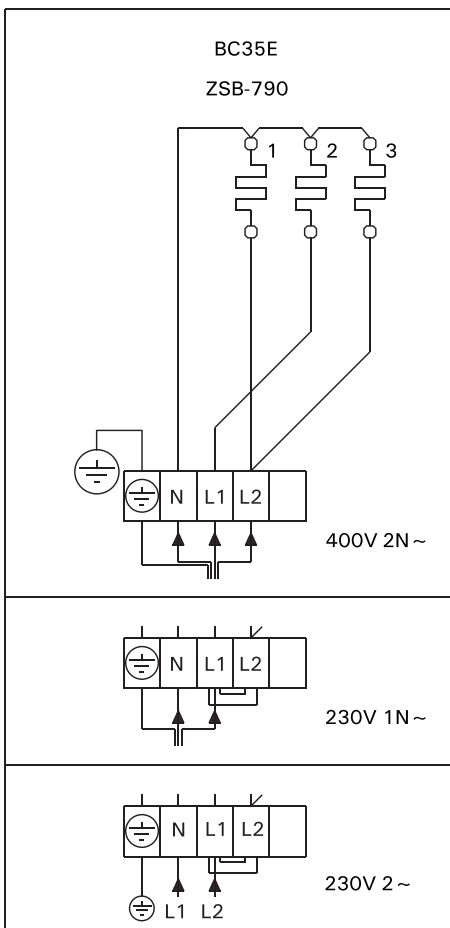 BC35E
ZSB-790
1 2 3
N L1 L2
400V 2N~
N L1 L2
230V 1N~
N L1 L2
230V 2~
L1 L2